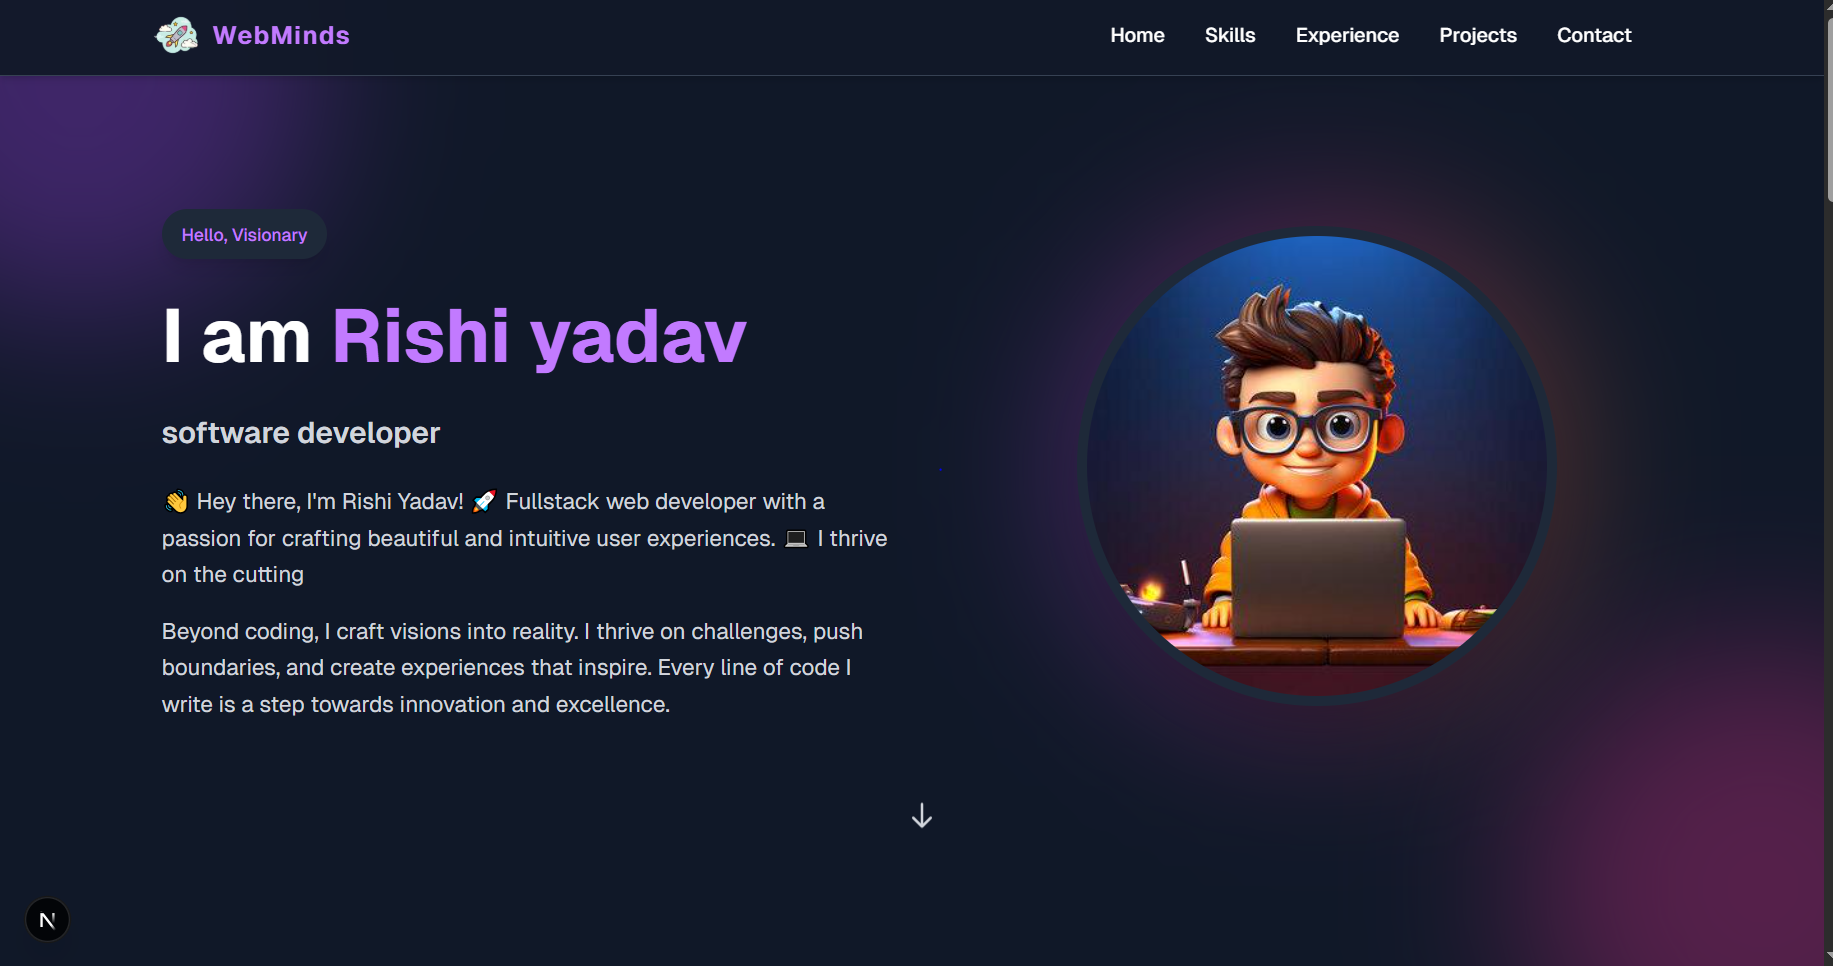 WebMinds
Home Skills Experience Projects Contact
Hello, Visionary
I am Rishi yadav
software developer
👋 Hey there, I'm Rishi Yadav! 🚀 Fullstack web developer with a
passion for crafting beautiful and intuitive user experiences. 💻 I thrive
on the cutting
Beyond coding, I craft visions into reality. I thrive on challenges, push
boundaries, and create experiences that inspire. Every line of code I
write is a step towards innovation and excellence.
N